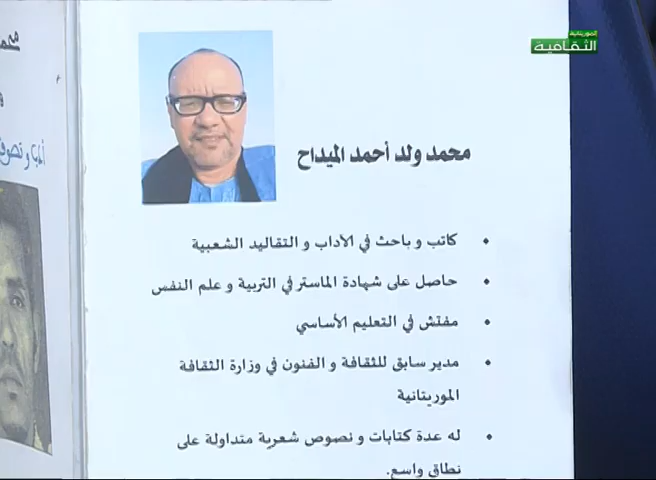 الموريتانية
الثقافية
محمد ولد أحمد الميداح
• كاتب و باحث في الآداب و التقاليد الشعبية
• حاصل على شهادة الماستر في التربية و علم النفس
• مفتش في التعليم الأساسي
• مدير سابق للثقافة و الفنون في وزارة الثقافة
الموريتانية
• له عدة كتابات و نصوص شعرية متداولة على
نطاق واسع.